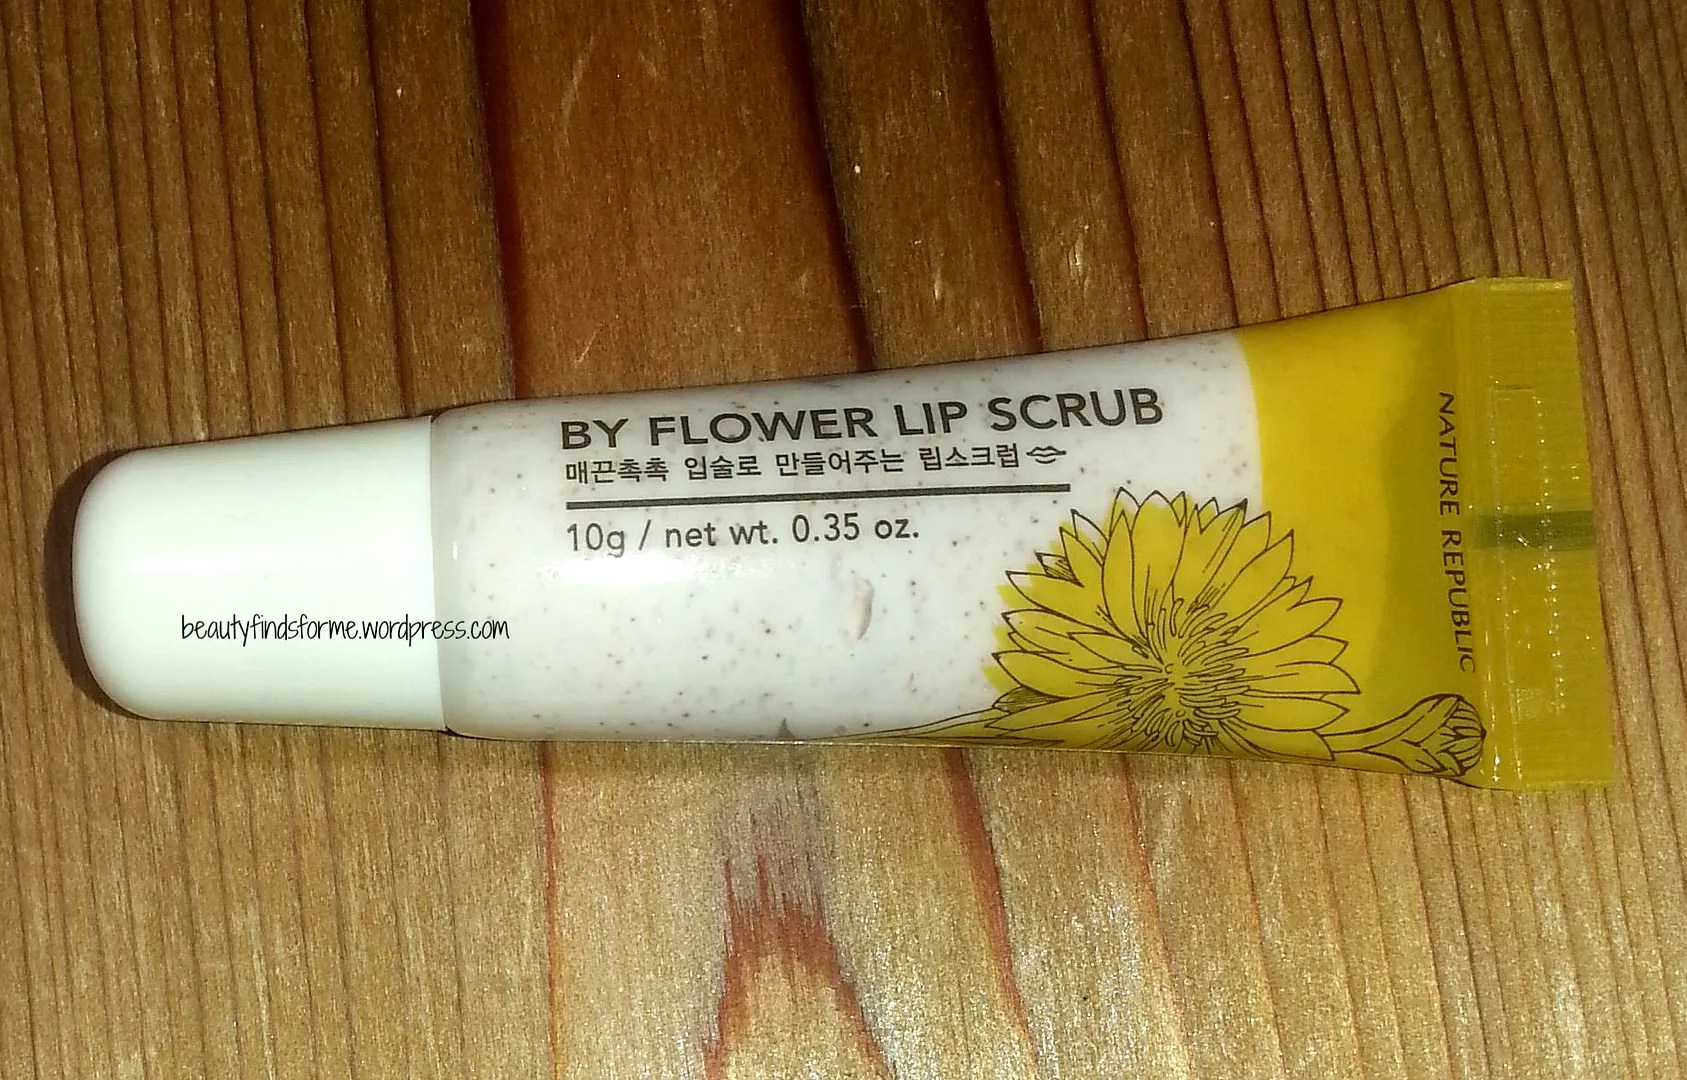 BY FLOWER LIP SCRUB
매끈촉촉 입술로 만들어주는 립소크럽
10g / net wt. 0.35 oz.
NATURE REPUBLIC
beautyfindsforme.wordpress.com